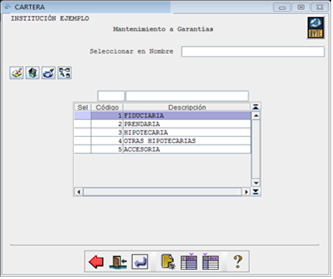 CARTERA
INSTITUCIÓN EJEMPLO
Mantenimiento a Garantias
Seleccionar en Nombre
Sel Código Descripción
1 FIDUCIARIA
2 PRENDARIA
3 HIPOTECARIA
4 OTRAS HIPOTECARIAS
5 ACCESORIA
?